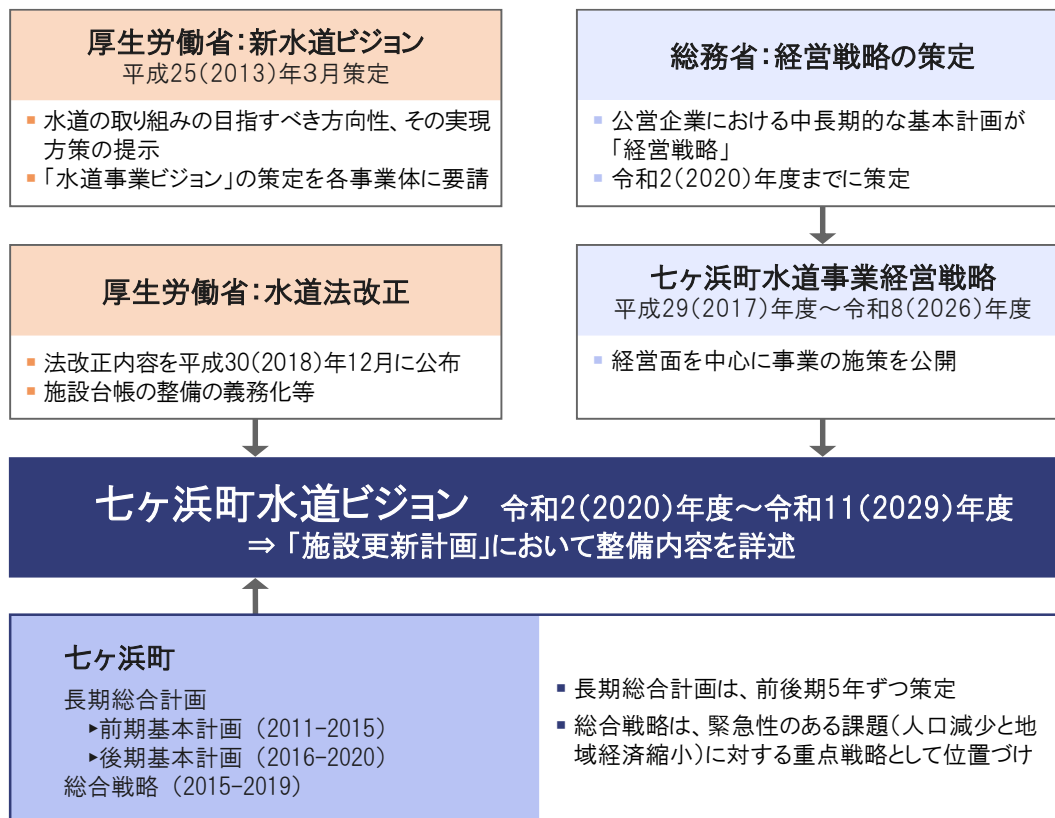 厚生労働省：新水道ビジョン
平成25（2013）年3月策定
▪ 水道の取り組みの目指すべき方向性、その実現
方策の提示
▪ 「水道事業ビジョン」の策定を各事業体に要請
総務省：経営戦略の策定
▪ 公営企業における中長期的な基本計画が
「経営戦略」
▪ 令和2（2020）年度までに策定
厚生労働省：水道法改正
▪ 法改正内容を平成30（2018）年12月に公布
▪ 施設台帳の整備の義務化等
七ヶ浜町水道事業経営戦略
平成29（2017）年度～令和8（2026）年度
▪ 経営面を中心に事業の施策を公開
七ヶ浜町水道ビジョン 令和2（2020）年度～令和11（2029）年度
⇒「施設更新計画」において整備内容を詳述
七ヶ浜町
長期総合計画
▸前期基本計画（2011-2015）
▸後期基本計画（2016-2020）
総合戦略（2015-2019）
▪ 長期総合計画は、前後期5年ずつ策定
▪ 総合戦略は、緊急性のある課題（人口減少と地
域経済縮小）に対する重点戦略として位置づけ